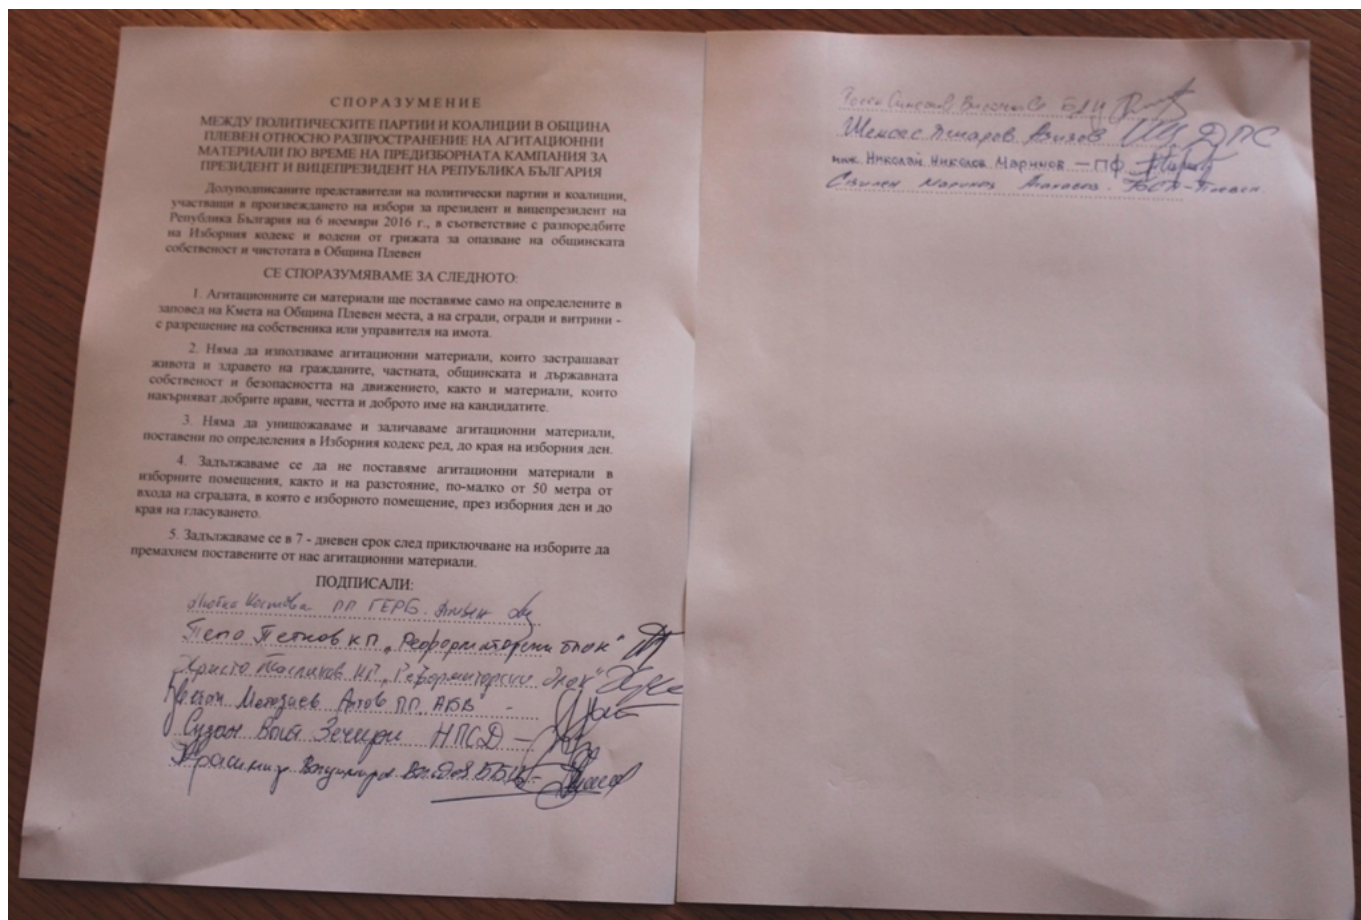 СПОРАЗУМЕНИЕ
МЕЖДУ ПОЛИТИЧЕСКИТЕ ПАРТИИ И КОАЛИЦИИ В ОБЩИНА
ПЛЕВЕН ОТНОСНО РАЗПРОСТРАНЕНИЕ НА АГИТАЦИОННИ
МАТЕРИАЛИ ПО ВРЕМЕ НА ПРЕДИЗБОРНАТА КАМПАНИЯ ЗА
ПРЕЗИДЕНТ И ВИЦЕПРЕЗИДЕНТ НА РЕПУБЛИКА БЪЛГАРИЯ
Долуподписаните представители на политически партии и коалиции,
участващи в произвеждането на избори за президент и вицепрезидент на
Република България на 6 ноември 2016 г., в съответствие с разпоредбите
на Изборния кодекс и водени от грижата за опазване на общинската
собственост и чистотата в Община Плевен
СЕ СПОРАЗУМЯВАМЕ ЗА СЛЕДНОТО:
1. Агитационните си материали ще поставяме само на определените в
заповед на Кмета на Община Плевен места, а на сгради, огради и витрини -
с разрешение на собственика или управителя на имота.
2. Няма да използваме агитационни материали, които застрашават
живота и здравето на гражданите, частната, общинската и държавната
собственост и безопасността на движението, както и материали, които
накърняват добрите нрави, честта и доброто име на кандидатите.
3. Няма да унищожаваме и заличаваме агитационни материали,
поставени по определения в Изборния кодекс ред, до края на изборния ден.
4. Задължаваме се да не поставяме агитационни материали в
изборните помещения, както и на разстояние, по-малко от 50 метра от
входа на сградата, в която е изборното помещение, през изборния ден и до
края на гласуването.
5. Задължаваме се в 7 - дневен срок след приключване на изборите да
премахнем поставените от нас агитационни материали.
ПОДПИСАЛИ:
Костова ПП ГЕРБ
Пепо Петков КП „Реформаторски блок"
Христо КП „Реформаторски блок"
Антов ПП „АБВ" -
Сузан Зечири НПСД -
Красимир ББЦ -
БДЦ
Азизов ДПС
инж. Николай Николов Маринов - ПФ
Атанасов. БСП - Плевен.